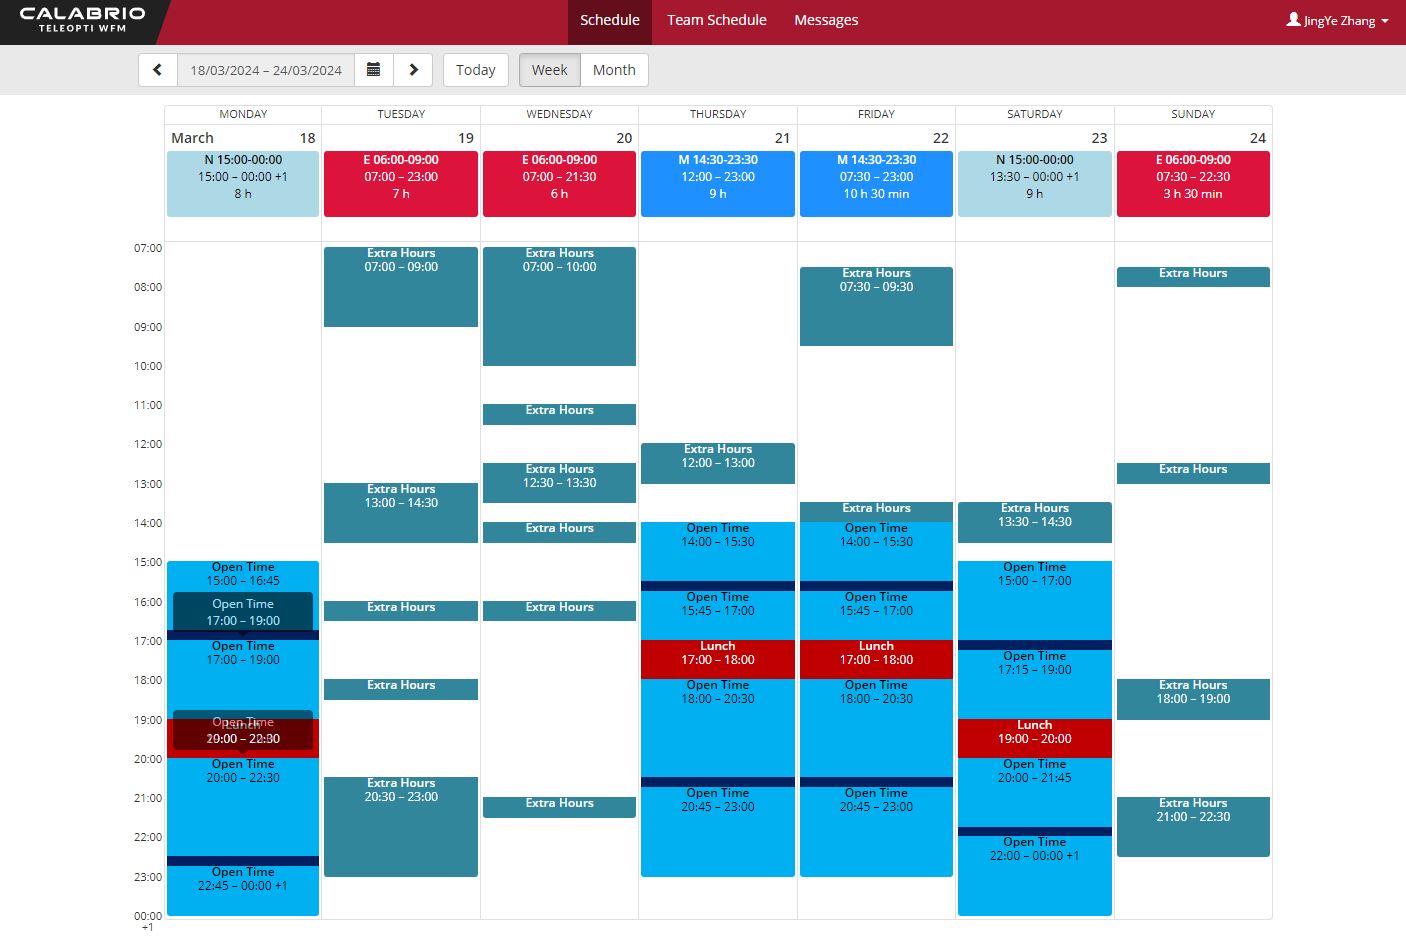 CALABRIO
TELEOPTI WFM
Schedule
Team Schedule
Messages
JingYe Zhang
18/03/2024 – 24/03/2024
Today
Week
Month
MONDAY
TUESDAY
WEDNESDAY
THURSDAY
FRIDAY
SATURDAY
SUNDAY
March 18
19
20
21
22
23
24
N 15:00-00:00
15:00 – 00:00 +1
8 h
E 06:00-09:00
07:00 – 23:00
7 h
E 06:00-09:00
07:00 – 21:30
6 h
M 14:30-23:30
12:00 – 23:00
9 h
M 14:30-23:30
07:30 – 23:00
10 h 30 min
N 15:00-00:00
13:30 – 00:00 +1
9 h
E 06:00-09:00
07:30 – 22:30
3 h 30 min
07:00
08:00
09:00
10:00
11:00
12:00
13:00
14:00
15:00
16:00
17:00
18:00
19:00
20:00
21:00
22:00
23:00
00:00
+1
Open Time
15:00 – 16:45
Open Time
17:00 – 19:00
Open Time
17:00 – 19:00
Open Time
Lunch
Open Time
20:00 – 22:30
Open Time
22:45 – 00:00 +1
Extra Hours
07:00 – 09:00
Extra Hours
13:00 – 14:30
Extra Hours
Extra Hours
Extra Hours
20:30 – 23:00
Extra Hours
07:00 – 10:00
Extra Hours
Extra Hours
12:30 – 13:30
Extra Hours
Extra Hours
Extra Hours
Extra Hours
12:00 – 13:00
Open Time
14:00 – 15:30
Open Time
15:45 – 17:00
Lunch
17:00 – 18:00
Open Time
18:00 – 20:30
Open Time
20:45 – 23:00
Extra Hours
07:30 – 09:30
Extra Hours
Open Time
14:00 – 15:30
Open Time
15:45 – 17:00
Lunch
17:00 – 18:00
Open Time
18:00 – 20:30
Open Time
20:45 – 23:00
Extra Hours
13:30 – 14:30
Open Time
15:00 – 17:00
Open Time
17:15 – 19:00
Lunch
19:00 – 20:00
Open Time
20:00 – 21:45
Open Time
22:00 – 00:00 +1
Extra Hours
Extra Hours
Extra Hours
18:00 – 19:00
Extra Hours
21:00 – 22:30